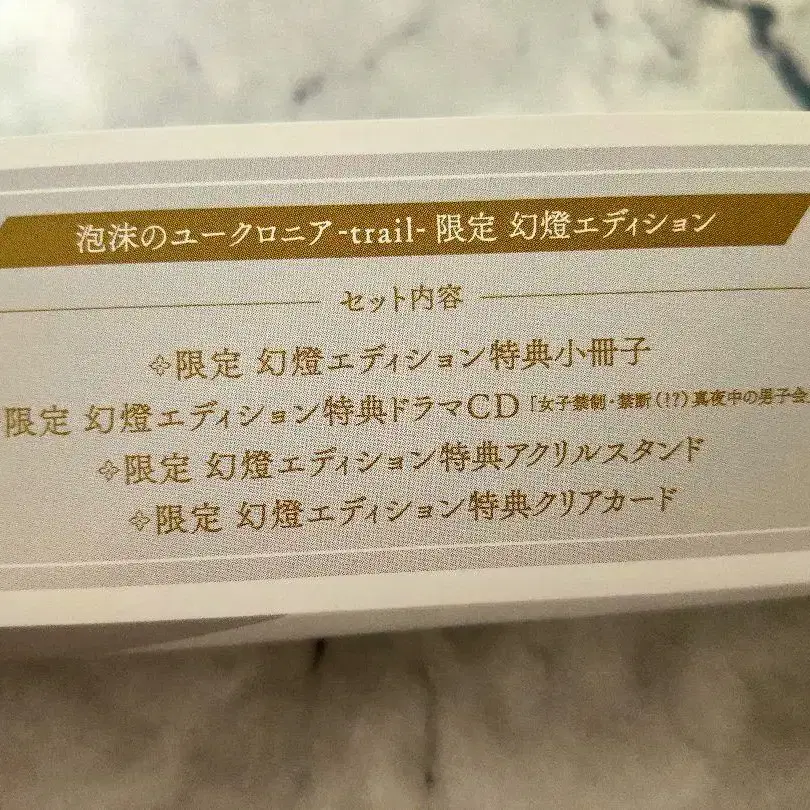 泡沫のユークロニア-trail- 限定 幻燈エディション
セット内容
❖限定 幻燈エディション特典小冊子
限定 幻燈エディション特典ドラマCD「女子禁制・禁断(!?)真夜中の男子会
❖限定 幻燈エディション特典アクリルスタンド
❖限定 幻燈エディション特典クリアカード